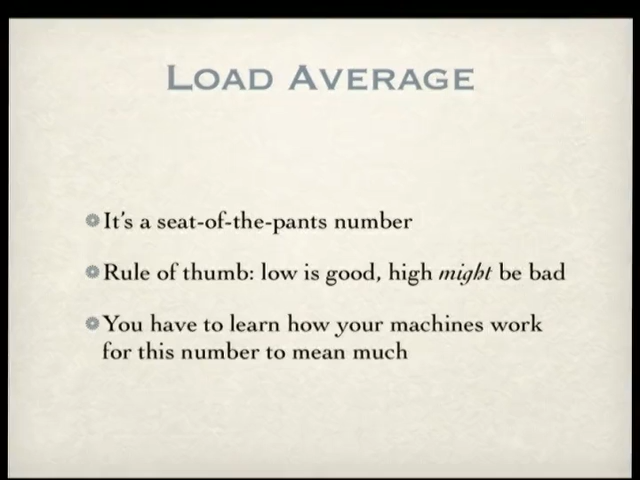 LOAD AVERAGE
It's a seat-of-the-pants number
Rule of thumb: low is good, high might be bad
You have to learn how your machines work
for this number to mean much